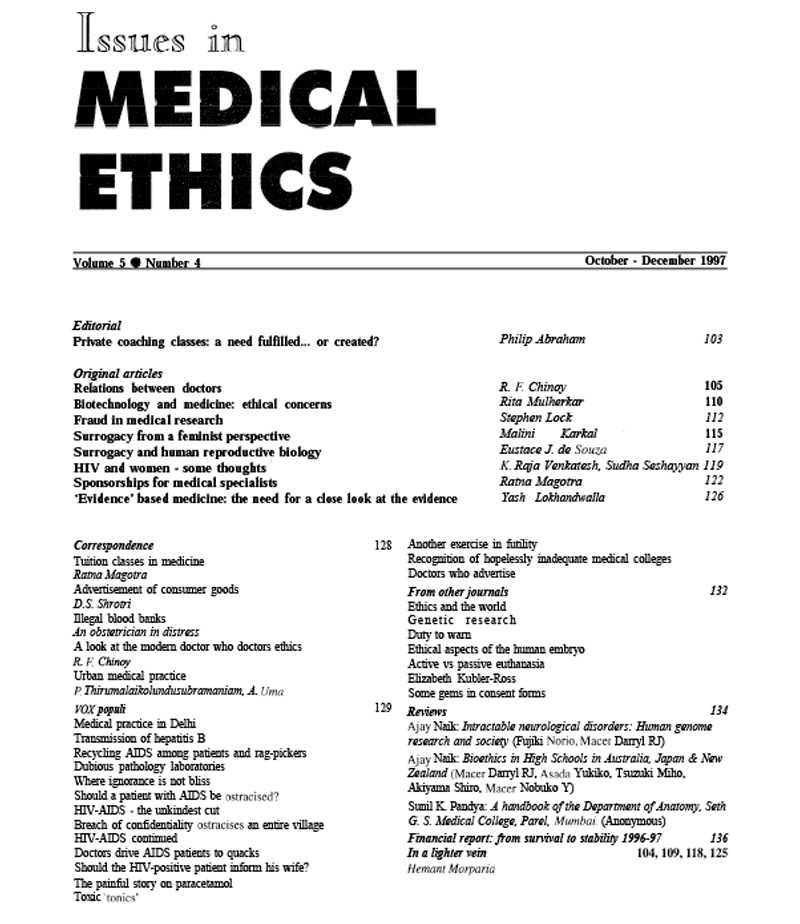 Issues in
MEDICAL
ETHICS
Volume 5 ● Number 4 October - December 1997
Editorial
Private coaching classes: a need fulfilled... or created? Philip Abraham 103
Original articles
Relations between doctors R. F. Chinoy 105
Biotechnology and medicine: ethical concerns Rita Mulherkar 110
Fraud in medical research Stephen Lock 112
Surrogacy from a feminist perspective Malini Karkal 115
Surrogacy and human reproductive biology Eustace J. de Souza 117
HIV and women - some thoughts K. Raja Venkatesh, Sudha Seshayyan 119
Sponsorships for medical specialists Ratna Magotra 122
'Evidence' based medicine: the need for a close look at the evidence Yash Lokhandwalla 126
Correspondence 128
Tuition classes in medicine
Ratna Magotra
Advertisement of consumer goods
D.S. Shrotri
Illegal blood banks
An obstetrician in distress
A look at the modern doctor who doctors ethics
R. F. Chinoy
Urban medical practice
P. Thirumalaikolundusubramaniam, A. Uma
VOX populi 129
Medical practice in Delhi
Transmission of hepatitis B
Recycling AIDS among patients and rag-pickers
Dubious pathology laboratories
Where ignorance is not bliss
Should a patient with AIDS be ostracised?
HIV-AIDS - the unkindest cut
Breach of confidentiality ostracises an entire village
HIV-AIDS continued
Doctors drive AIDS patients to quacks
Should the HIV-positive patient inform his wife?
The painful story on paracetamol
Toxic 'tonics'
Another exercise in futility
Recognition of hopelessly inadequate medical colleges
Doctors who advertise
From other journals 132
Ethics and the world
Genetic research
Duty to warn
Ethical aspects of the human embryo
Active vs passive euthanasia
Elizabeth Kubler-Ross
Some gems in consent forms
Reviews 134
Ajay Naik: Intractable neurological disorders: Human genome
research and society (Fujiki Norio, Macer Darryl RJ)
Ajay Naik: Bioethics in High Schools in Australia, Japan & New
Zealand (Macer Darryl RJ, Asada Yukiko, Tsuzuki Miho,
Akiyama Shiro, Macer Nobuko Y)
Sunil K. Pandya: A handbook of the Department of Anatomy, Seth
G. S. Medical College, Parel, Mumbai. (Anonymous)
Financial report: from survival to stability 1996-97 136
In a lighter vein 104, 109, 118, 125
Hemant Morparia